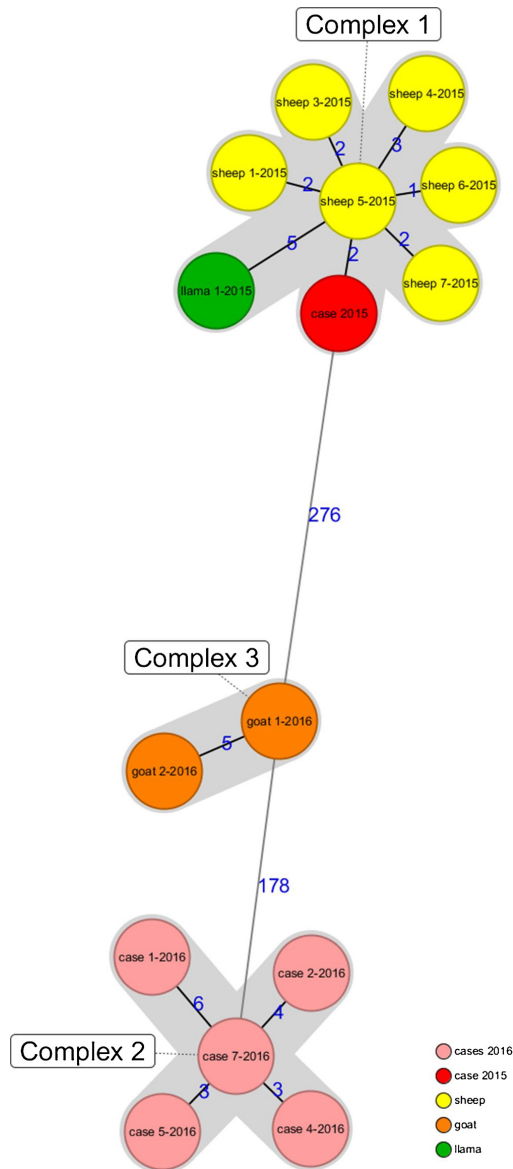 Complex 1
sheep 3-2015
sheep 4-2015
2
3
sheep 1-2015
2
sheep 5-2015
1
sheep 6-2015
5
2
2
llama 1-2015
case 2015
sheep 7-2015
276
Complex 3
goat 1-2016
5
goat 2-2016
178
case 1-2016
case 2-2016
6
4
Complex 2
case 7-2016
3
3
case 5-2016
case 4-2016
cases 2016
case 2015
sheep
goat
llama